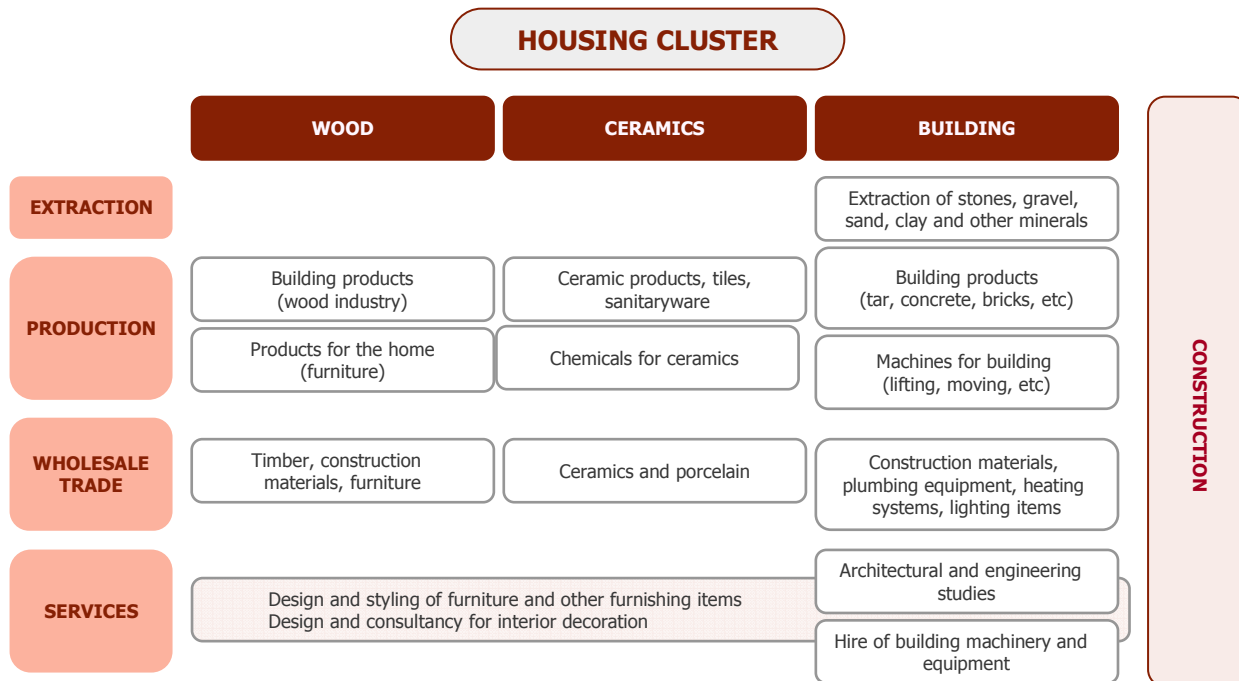 HOUSING CLUSTER
WOOD
CERAMICS
BUILDING
EXTRACTION
Extraction of stones, gravel,
sand, clay and other minerals
PRODUCTION
Building products
(wood industry)
Ceramic products, tiles,
sanitaryware
Building products
(tar, concrete, bricks, etc)
Products for the home
(furniture)
Chemicals for ceramics
Machines for building
(lifting, moving, etc)
WHOLESALE
TRADE
Timber, construction
materials, furniture
Ceramics and porcelain
Construction materials,
plumbing equipment, heating
systems, lighting items
SERVICES
Design and styling of furniture and other furnishing items
Design and consultancy for interior decoration
Architectural and engineering
studies
Hire of building machinery and
equipment
CONSTRUCTION